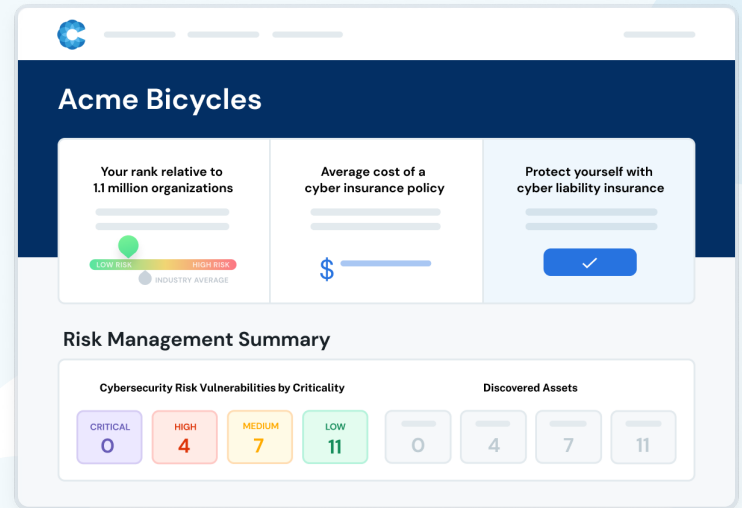 Acme Bicycles
Your rank relative to
1.1 million organizations
LOW RISK
HIGH RISK
INDUSTRY AVERAGE
Average cost of a
cyber insurance policy
$
Protect yourself with
cyber liability insurance
Risk Management Summary
Cybersecurity Risk Vulnerabilities by Criticality
CRITICAL
0
HIGH
4
MEDIUM
7
LOW
11
Discovered Assets
0
4
7
11